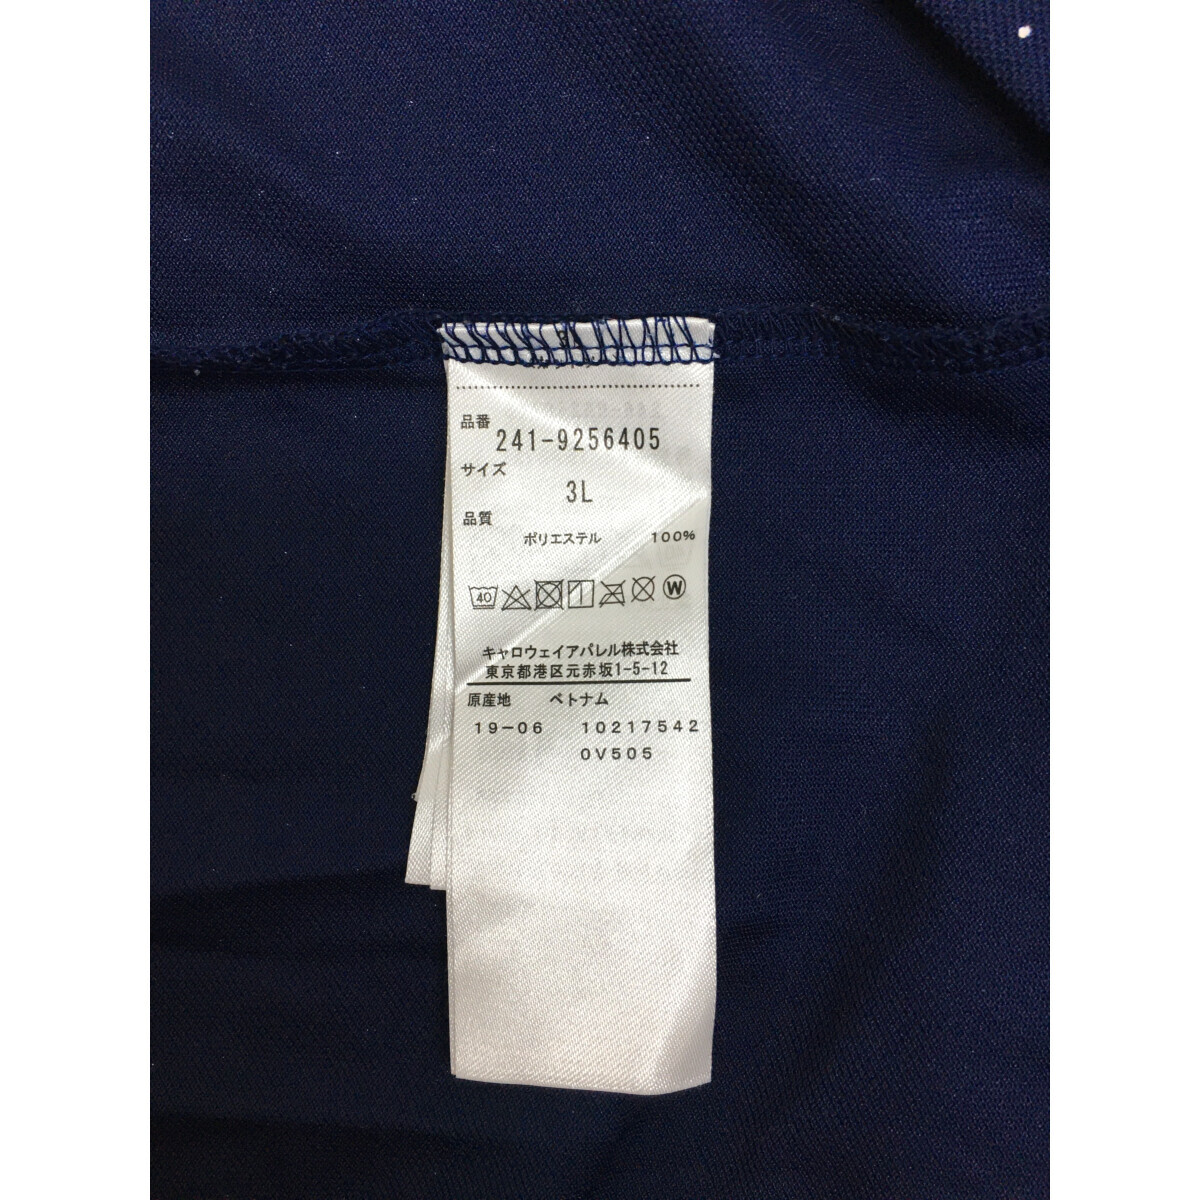 品番
241-9256405
サイズ
3L
品質
ポリエステル 100%
40 W
キャロウェイアパレル株式会社
東京都港区元赤坂1-5-12
原産地 ベトナム
19-06 10217542
0V505